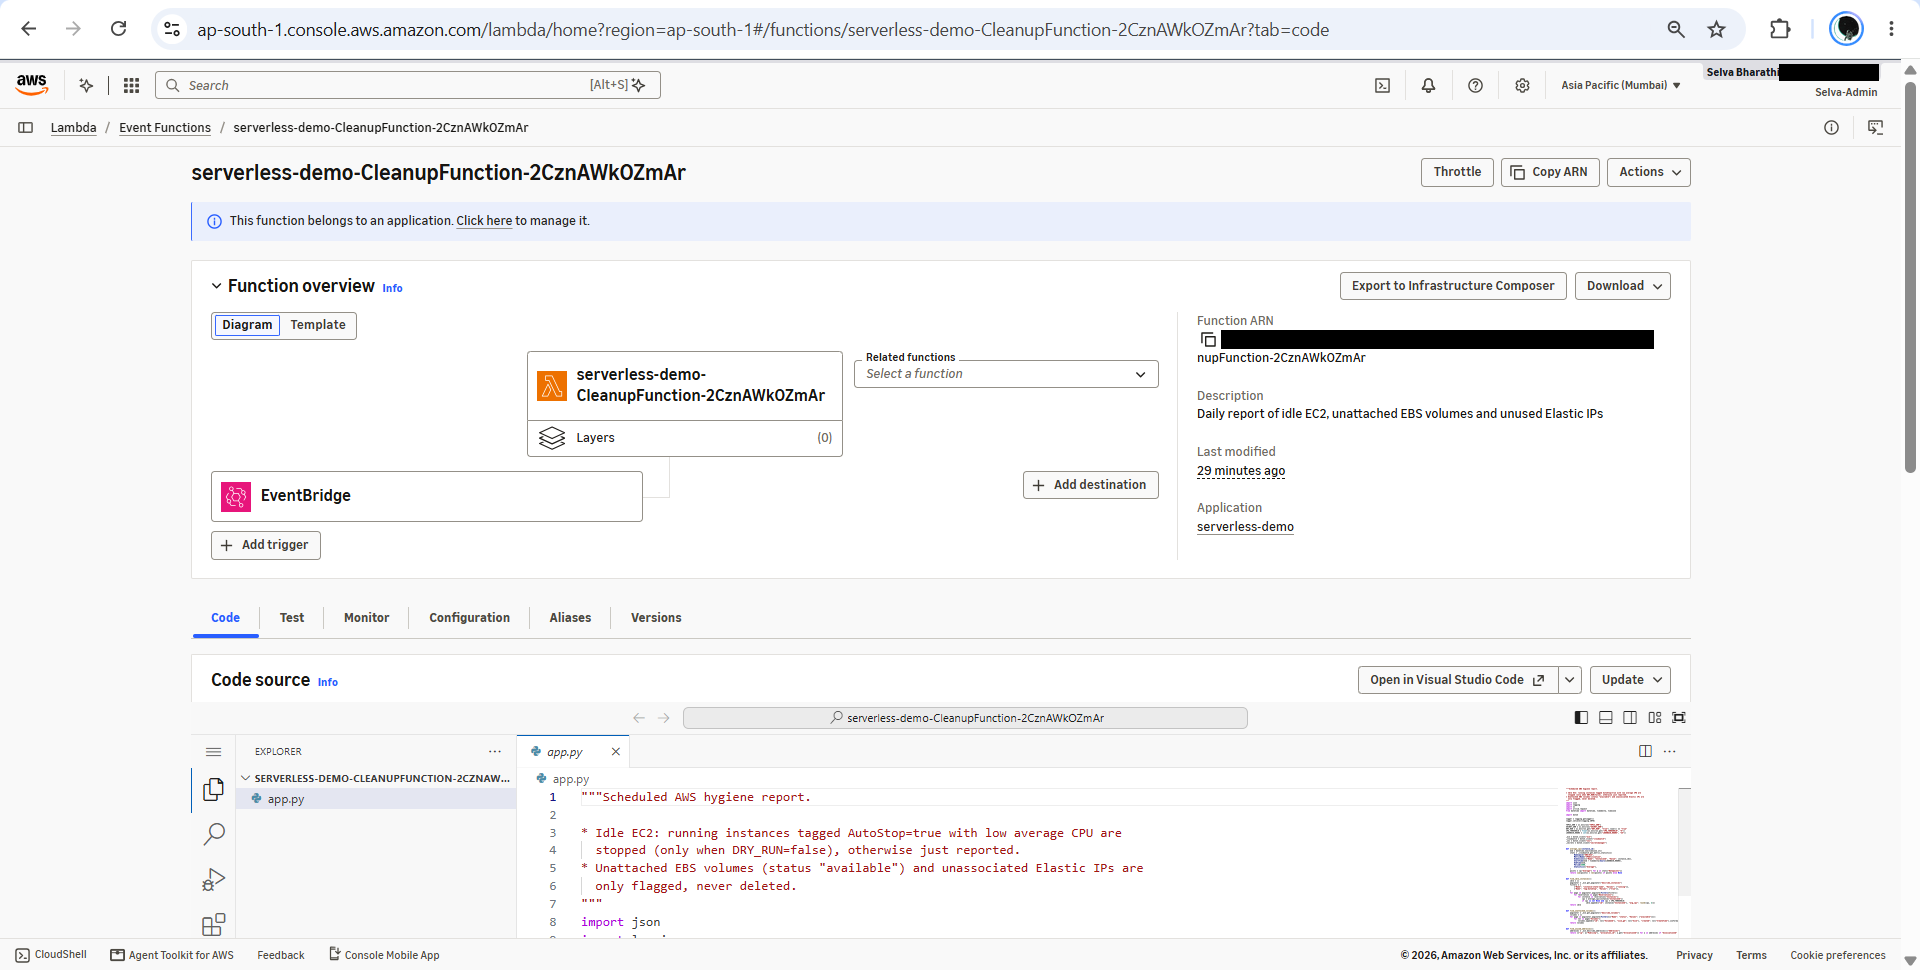 ap-south-1.console.aws.amazon.com/lambda/home?region=ap-south-1#/functions/serverless-demo-CleanupFunction-2CznAWkOZmAr?tab=code
aws
Search
[Alt+S]
Asia Pacific (Mumbai)
Selva Bharathi
Selva-Admin
Lambda / Event Functions / serverless-demo-CleanupFunction-2CznAWkOZmAr
serverless-demo-CleanupFunction-2CznAWkOZmAr
Throttle
Copy ARN
Actions
This function belongs to an application. Click here to manage it.
Function overview Info
Export to Infrastructure Composer
Download
Diagram
Template
serverless-demo-
CleanupFunction-2CznAWkOZmAr
Layers (0)
Related functions
Select a function
EventBridge
Add trigger
Add destination
Function ARN
nupFunction-2CznAWkOZmAr
Description
Daily report of idle EC2, unattached EBS volumes and unused Elastic IPs
Last modified
29 minutes ago
Application
serverless-demo
Code
Test
Monitor
Configuration
Aliases
Versions
Code source Info
Open in Visual Studio Code
Update
serverless-demo-CleanupFunction-2CznAWkOZmAr
EXPLORER
SERVERLESS-DEMO-CLEANUPFUNCTION-2CZNAW...
app.py
app.py
app.py
1 """Scheduled AWS hygiene report.
2
3 * Idle EC2: running instances tagged AutoStop=true with low average CPU are
4 stopped (only when DRY_RUN=false), otherwise just reported.
5 * Unattached EBS volumes (status "available") and unassociated Elastic IPs are
6 only flagged, never deleted.
7 """
8 import json
CloudShell
Agent Toolkit for AWS
Feedback
Console Mobile App
© 2026, Amazon Web Services, Inc. or its affiliates.
Privacy
Terms
Cookie preferences